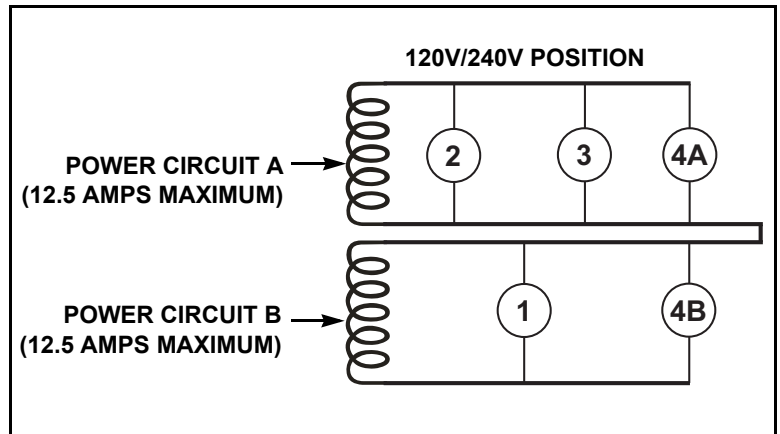 120V/240V POSITION
POWER CIRCUIT A
(12.5 AMPS MAXIMUM)
2
3
4A
POWER CIRCUIT B
(12.5 AMPS MAXIMUM)
1
4B